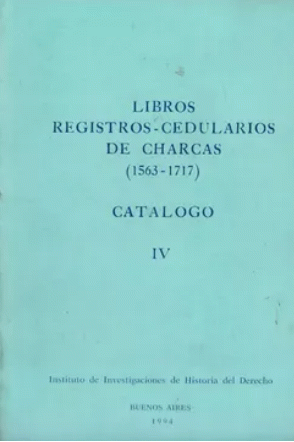 LIBROS
REGISTROS-CEDULARIOS
DE CHARCAS
(1563-1717)
CATALOGO
IV
Instituto de Investigaciones de Historia del Derecho
BUENOS AIRES
1994